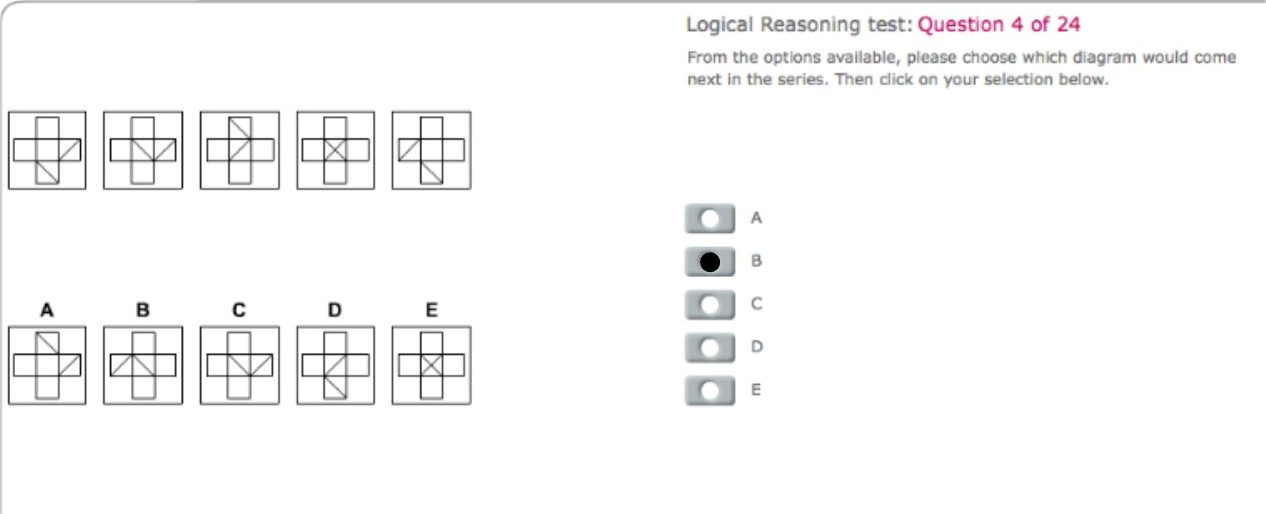 Logical Reasoning test: Question 4 of 24
From the options available, please choose which diagram would come
next in the series. Then click on your selection below.
A
B
C
D
E
A B C D E